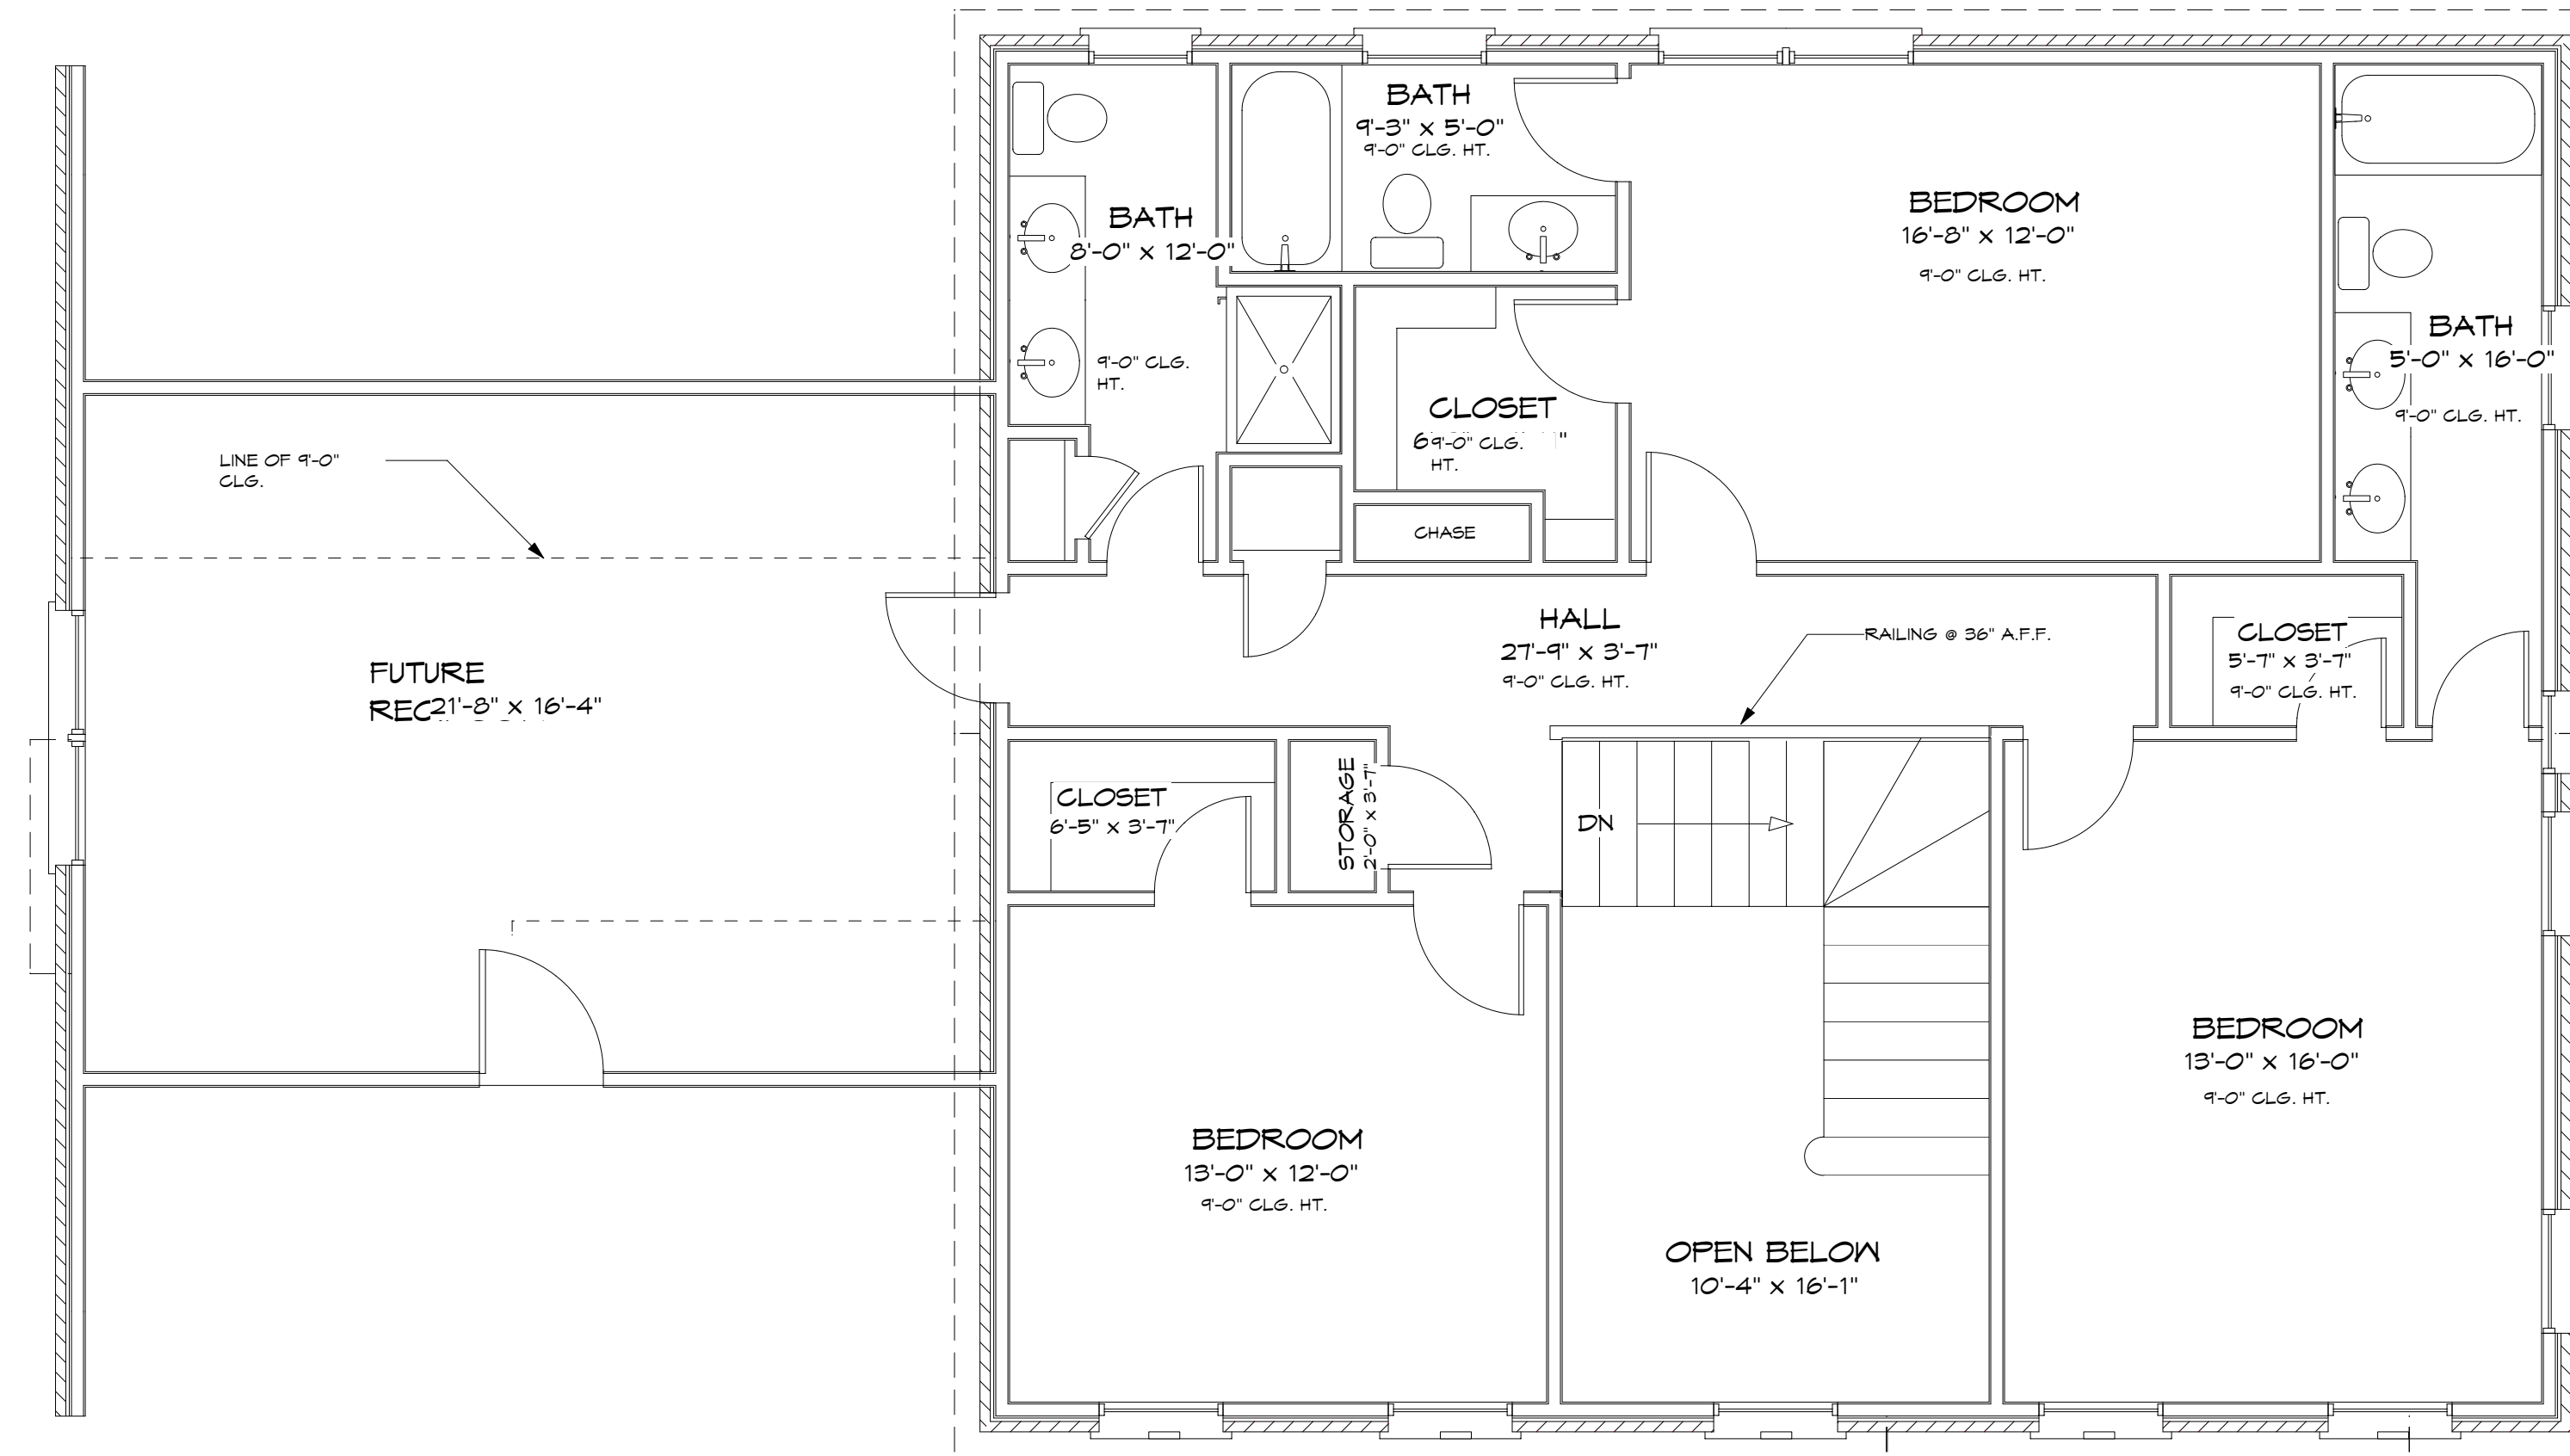 BATH
9'-3" x 5'-0"
9'-0" CLG. HT.
BATH
8'-0" x 12'-0"
9'-0" CLG.
HT.
BEDROOM
16'-8" x 12'-0"
9'-0" CLG. HT.
BATH
5'-0" x 16'-0"
9'-0" CLG. HT.
CLOSET
9'-0" CLG.
HT.
CHASE
LINE OF 9'-0"
CLG.
HALL
27'-9" x 3'-7"
9'-0" CLG. HT.
RAILING @ 36" A.F.F.
CLOSET
5'-7" x 3'-7"
9'-0" CLG. HT.
FUTURE
REC
21'-8" x 16'-4"
CLOSET
6'-5" x 3'-7"
STORAGE
2'-0" x 3'-7"
DN
BEDROOM
13'-0" x 16'-0"
9'-0" CLG. HT.
BEDROOM
13'-0" x 12'-0"
9'-0" CLG. HT.
OPEN BELOW
10'-4" x 16'-1"